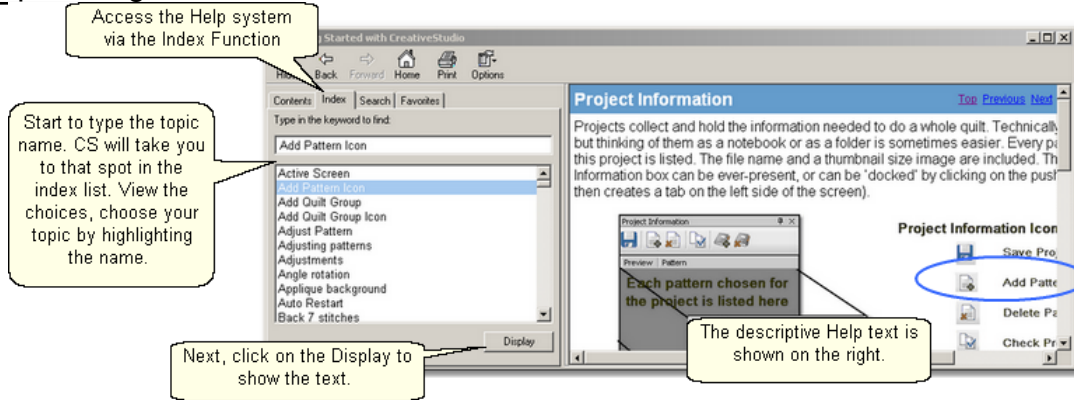 Access the Help system
via the Index Function
Started with CreativeStudio
Back Forward Home Print Options
Contents Index Search Favorites
Type in the keyword to find:
Add Pattern Icon
Active Screen
Add Pattern Icon
Add Quilt Group
Add Quilt Group Icon
Adjust Pattern
Adjusting patterns
Adjustments
Angle rotation
Applique background
Auto Restart
Back 7 stitches
Display
Start to type the topic
name. CS will take you
to that spot in the
index list. View the
choices, choose your
topic by highlighting
the name.
Next, click on the Display to
show the text.
Project Information
Top Previous Next
Projects collect and hold the information needed to do a whole quilt. Technically
but thinking of them as a notebook or as a folder is sometimes easier. Every
this project is listed. The file name and a thumbnail size image are included.
Information box can be ever-present, or can be 'docked' by clicking on the
then creates a tab on the left side of the screen).
Project Information
Preview Pattern
Each pattern chosen for
the project is listed here
Project Information Icon
Save Pro
Add Patte
Delete Pa
Check Pr
The descriptive Help text is
shown on the right.